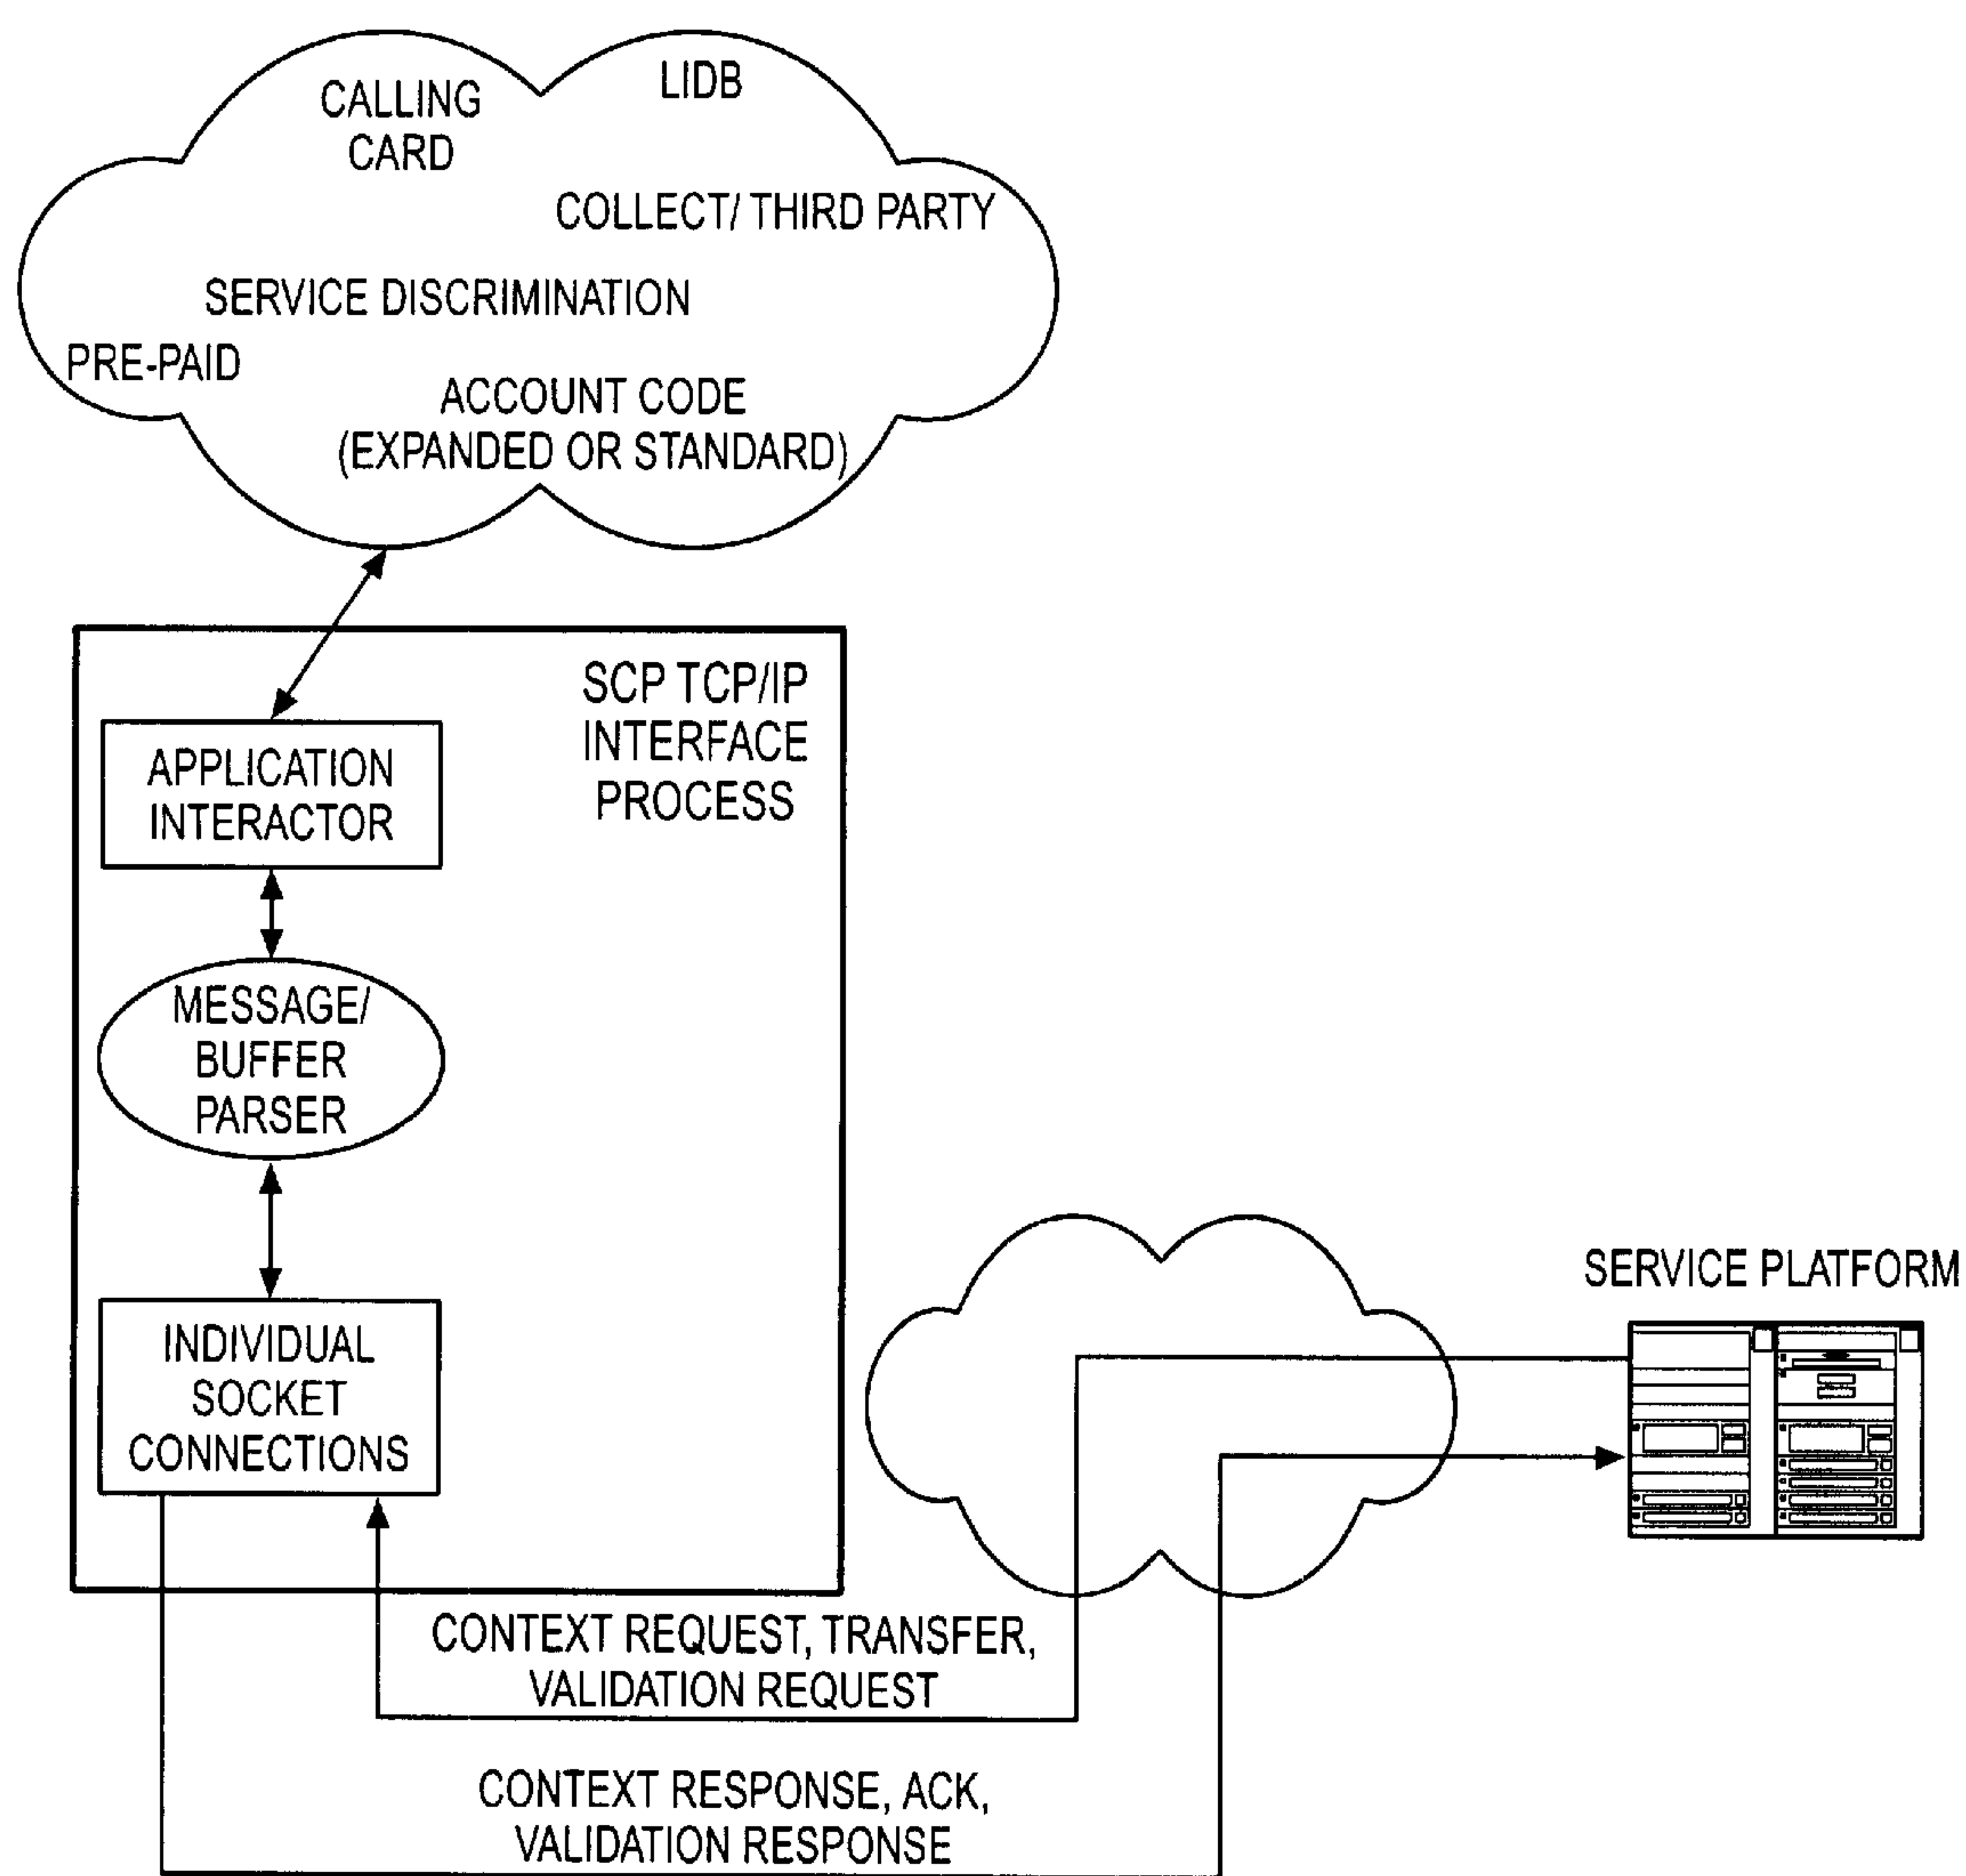 CALLING
CARD
LIDB
COLLECT/ THIRD PARTY
SERVICE DISCRIMINATION
PRE-PAID
ACCOUNT CODE
(EXPANDED OR STANDARD)
SCP TCP/IP
INTERFACE
PROCESS
APPLICATION
INTERACTOR
MESSAGE/
BUFFER
PARSER
INDIVIDUAL
SOCKET
CONNECTIONS
SERVICE PLATFORM
CONTEXT REQUEST, TRANSFER,
VALIDATION REQUEST
CONTEXT RESPONSE, ACK,
VALIDATION RESPONSE